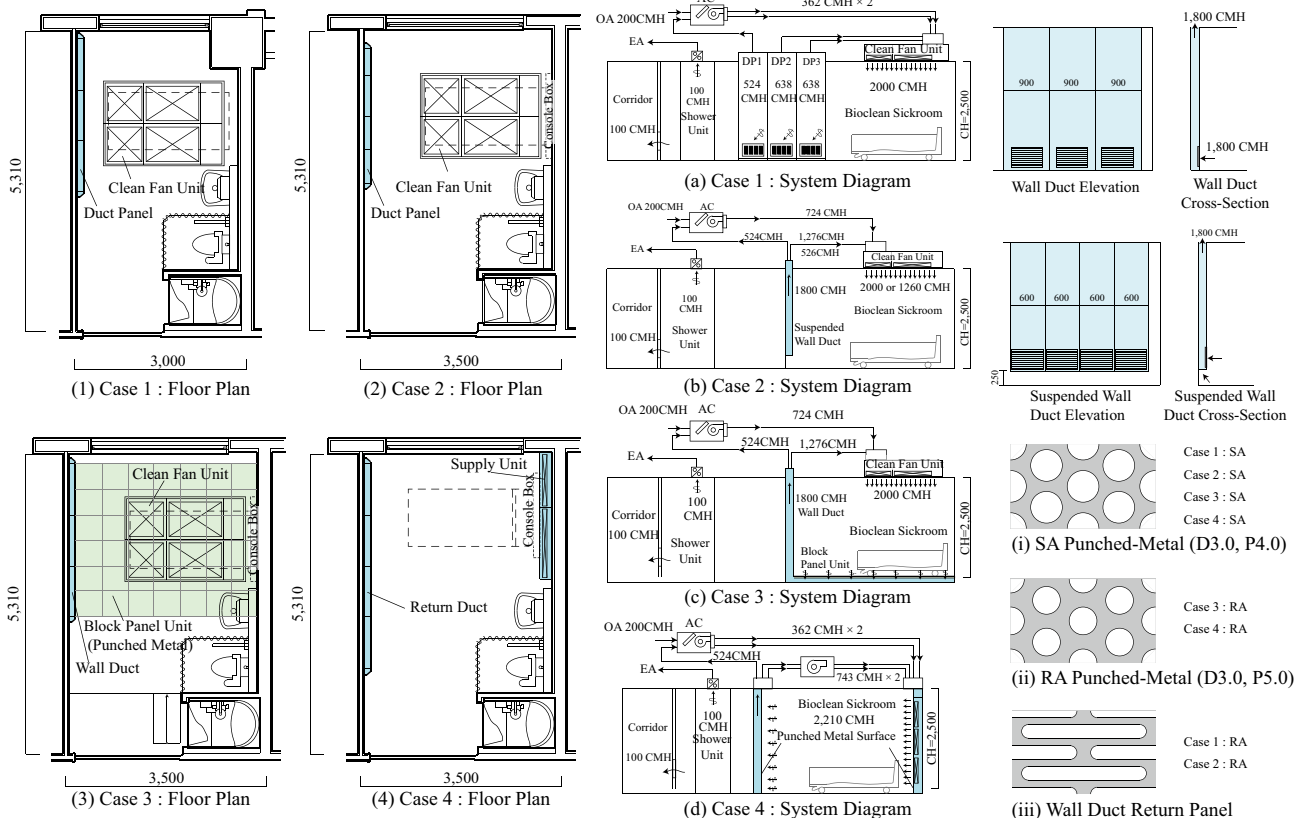 5,310
Clean Fan Unit
Duct Panel
3,000
(1) Case 1 : Floor Plan
5,310
Console Box
Clean Fan Unit
Duct Panel
3,500
(2) Case 2 : Floor Plan
5,310
Clean Fan Unit
Console Box
Block Panel Unit
(Punched Metal)
Wall Duct
3,500
(3) Case 3 : Floor Plan
5,310
Supply Unit
Console Box
Return Duct
3,500
(4) Case 4 : Floor Plan
AC
362 CMH × 2
OA 200CMH
EA
Clean Fan Unit
DP1
DP2
DP3
524
CMH
638
CMH
638
CMH
2000 CMH
100
CMH
Shower
Unit
Corridor
100 CMH
Bioclean Sickroom
CH=2,500
(a) Case 1 : System Diagram
OA 200CMH
AC
724 CMH
524CMH
1,276CMH
526CMH
EA
Clean Fan Unit
2000 or 1260 CMH
1800 CMH
100
CMH
Corridor
Bioclean Sickroom
100 CMH
Shower
Unit
Suspended
Wall Duct
CH=2,500
(b) Case 2 : System Diagram
OA 200CMH
AC
724 CMH
524CMH
1,276CMH
EA
Clean Fan Unit
2000 CMH
1800 CMH
Wall Duct
100
CMH
Corridor
100 CMH
Shower
Unit
Block
Panel Unit
Bioclean Sickroom
CH=2,500
(c) Case 3 : System Diagram
OA 200CMH
AC
362 CMH × 2
524CMH
EA
743 CMH × 2
Corridor
100
CMH
Shower
Unit
Bioclean Sickroom
2,210 CMH
Punched Metal Surface
100 CMH
CH=2,500
(d) Case 4 : System Diagram
1,800 CMH
900
900
900
1,800 CMH
Wall Duct Elevation
Wall Duct
Cross-Section
1,800 CMH
600
600
600
600
250
Suspended Wall
Duct Elevation
Suspended Wall
Duct Cross-Section
Case 1 : SA
Case 2 : SA
Case 3 : SA
Case 4 : SA
(i) SA Punched-Metal (D3.0, P4.0)
Case 3 : RA
Case 4 : RA
(ii) RA Punched-Metal (D3.0, P5.0)
Case 1 : RA
Case 2 : RA
(iii) Wall Duct Return Panel